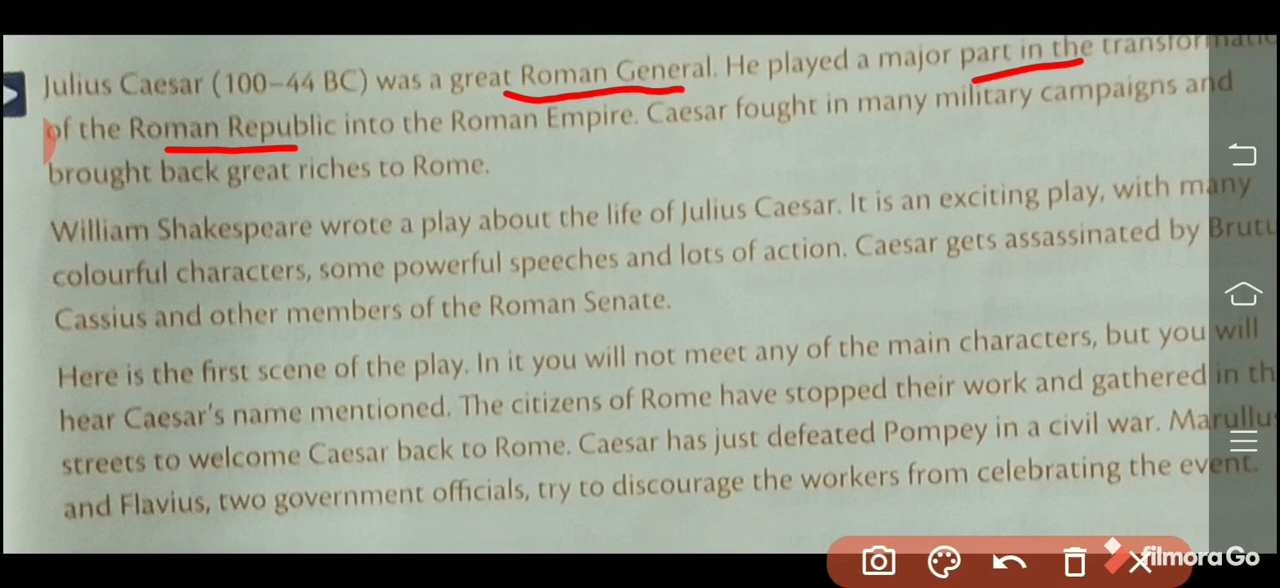 Julius Caesar (100–44 BC) was a great Roman General. He played a major part in the
of the Roman Republic into the Roman Empire. Caesar fought in many military campaigns and
brought back great riches to Rome.
William Shakespeare wrote a play about the life of Julius Caesar. It is an exciting play, with many
colourful characters, some powerful speeches and lots of action. Caesar gets assassinated by
Cassius and other members of the Roman Senate.
Here is the first scene of the play. In it you will not meet any of the main characters, but you will
hear Caesar's name mentioned. The citizens of Rome have stopped their work and gathered in
streets to welcome Caesar back to Rome. Caesar has just defeated Pompey in a civil war.
and Flavius, two government officials, try to discourage the workers from celebrating the event.
filmoraGo